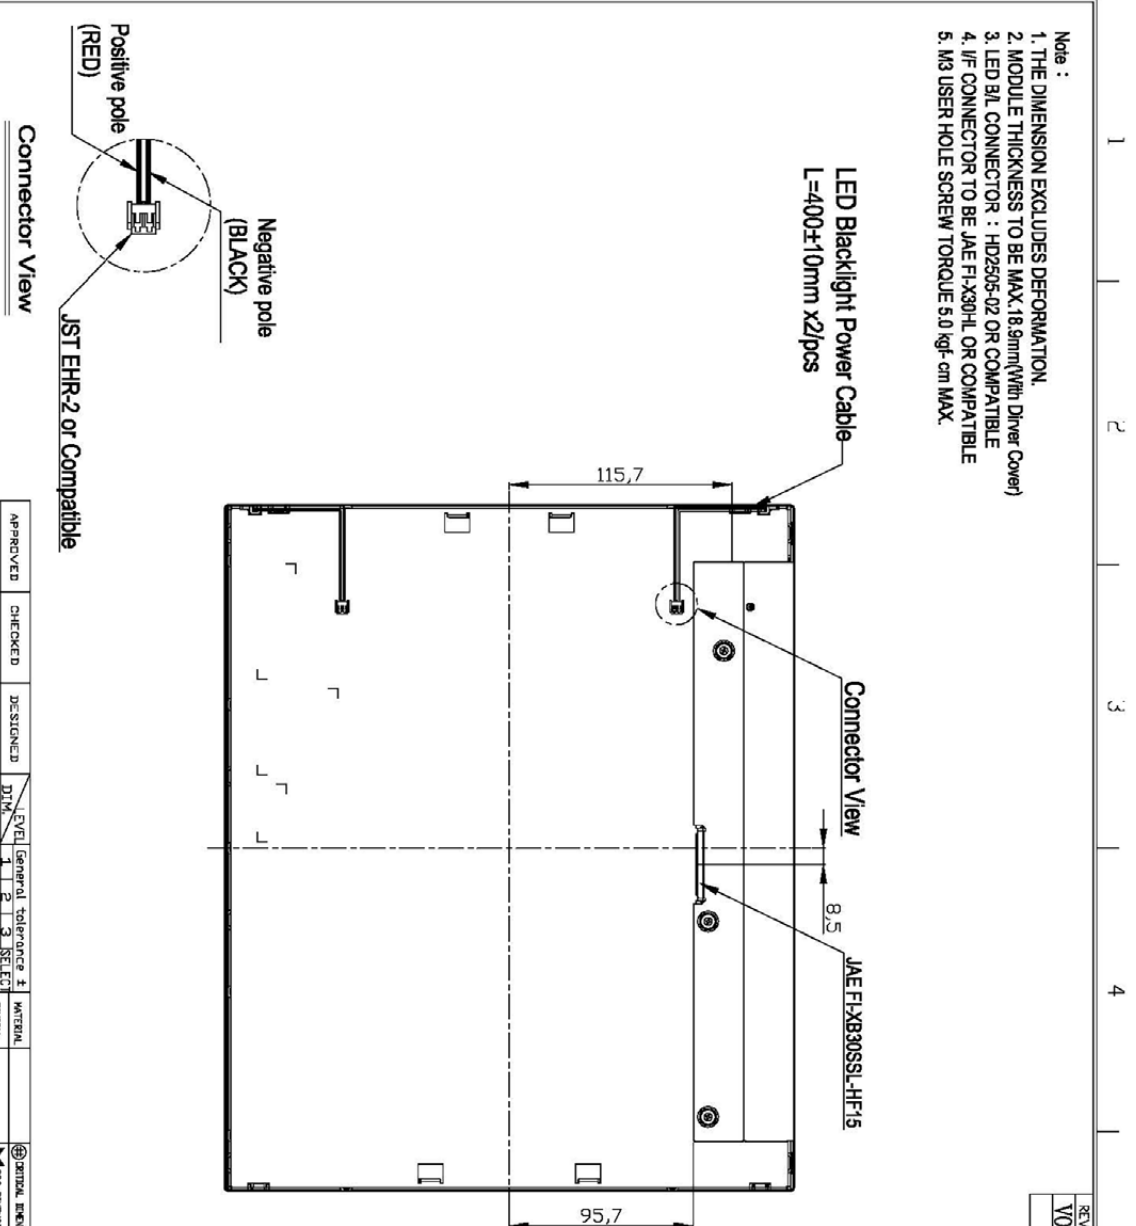 Note :
1. THE DIMENSION EXCLUDES DEFORMATION.
2. MODULE THICKNESS TO BE MAX.18.9mm(With Dirver Cover)
3. LED B/L CONNECTOR : HD2505-02 OR COMPATIBLE
4. I/F CONNECTOR TO BE JAE FI-X30HL OR COMPATIBLE
5. M3 USER HOLE SCREW TORQUE 5.0 kgf- cm MAX.
1
2
3
4
LED Blacklight Power Cable
L=400±10mm x2/pcs
Connector View
JAE FI-XB30SSL-HF15
8,5
115,7
95,7
Positive pole
(RED)
Negative pole
(BLACK)
JST EHR-2 or Compatible
Connector View
APPROVED
CHECKED
DESIGNED
LEVEL
DIM.
General tolerance ±
1 2 3 SELECT
MATERIAL
REV